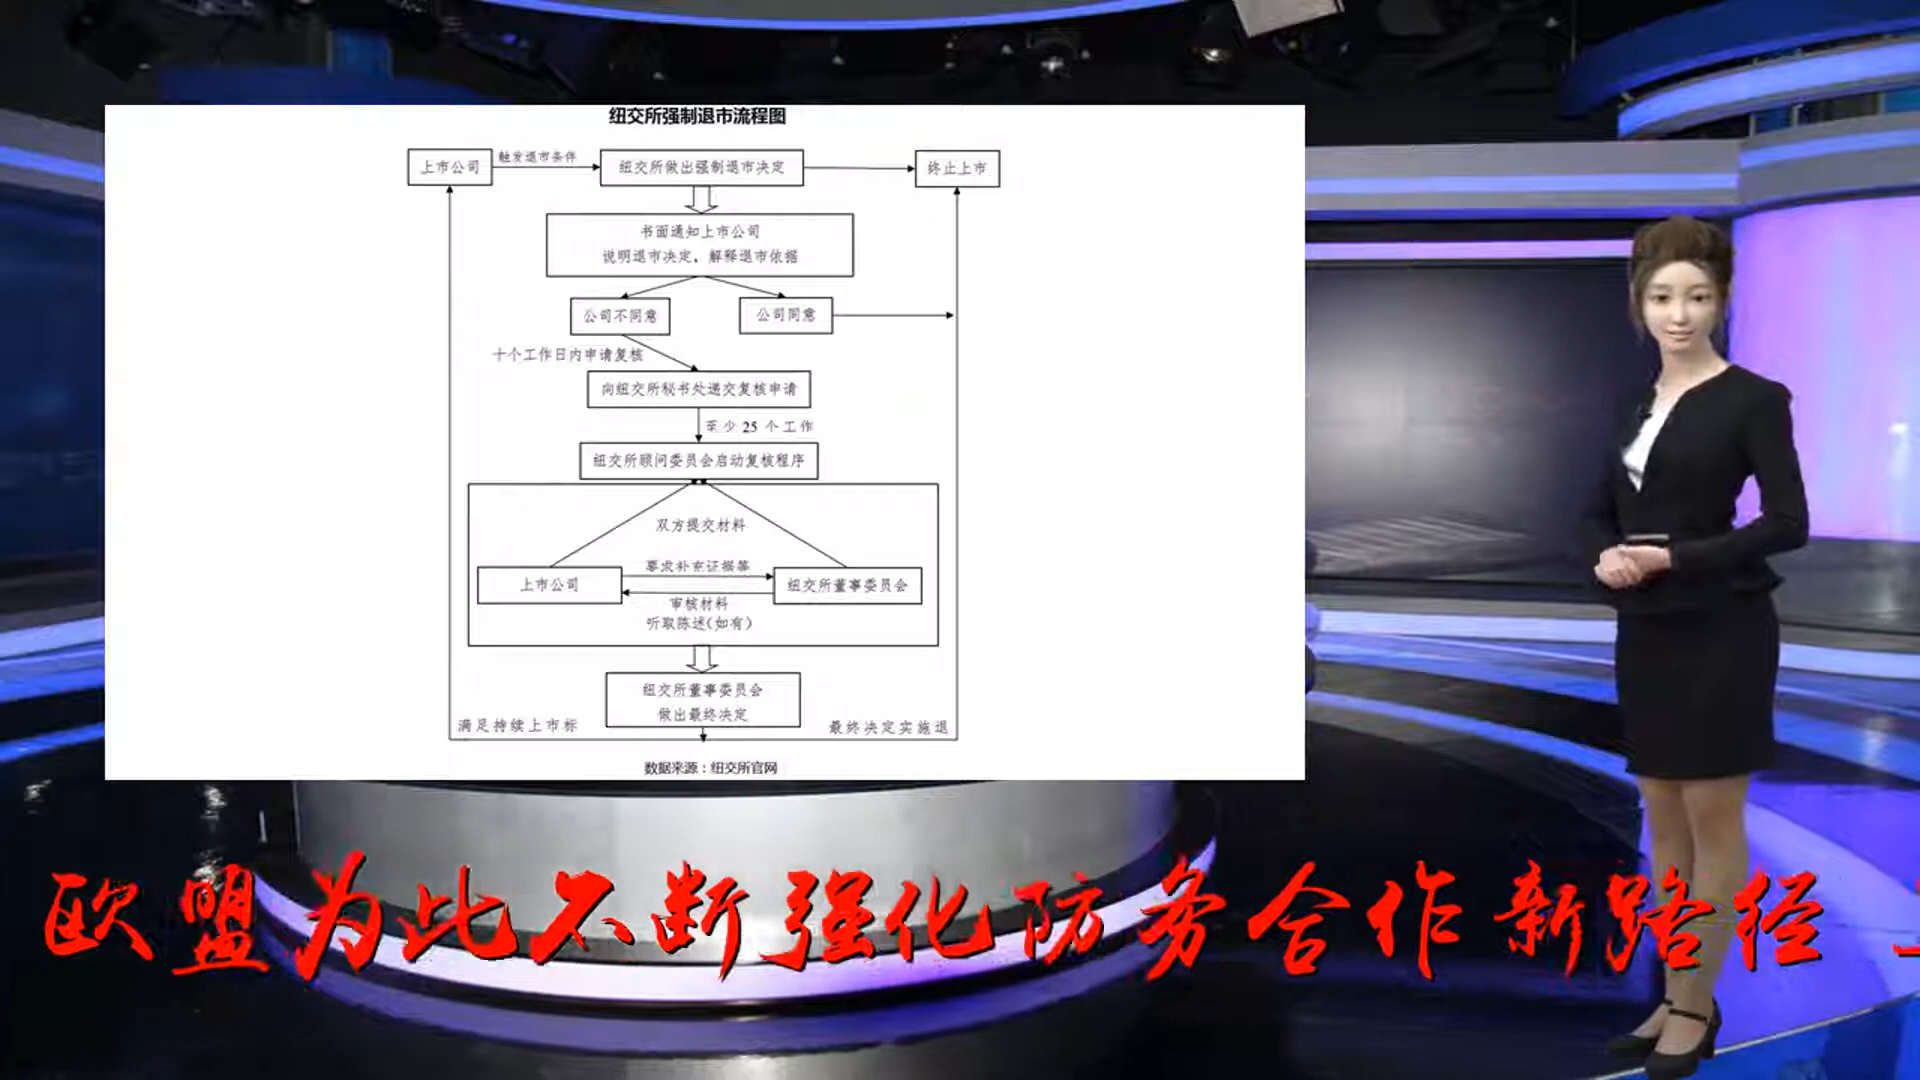 纽交所强制退市流程图
上市公司
触发退市条件
纽交所做出强制退市决定
终止上市
书面通知上市公司
说明退市决定，解释退市依据
公司不同意
公司同意
十个工作日内申请复核
向纽交所秘书处递交复核申请
至少 25 个工作
纽交所顾问委员会启动复核程序
双方提交材料
要求补充证据等
上市公司
纽交所董事委员会
审核材料
听取陈述(如有)
纽交所董事委员会
做出最终决定
满足持续上市标
最终决定实施退
数据来源：纽交所官网
欧盟为此不断强化防务合作新路径